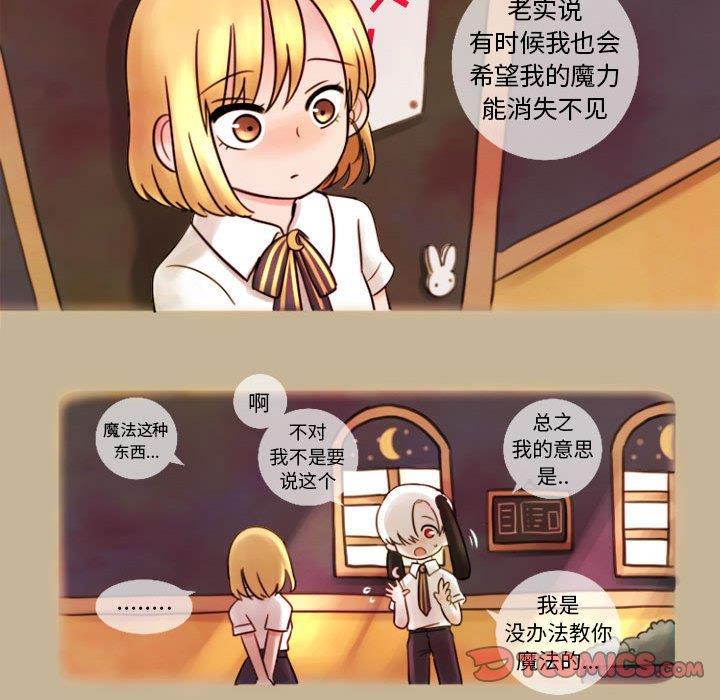 老实说
有时候我也会
希望我的魔力
能消失不见
魔法这种
东西...
啊
不对
我不是要
说这个
总之
我的意思
是..
........
我是
没办法教你
魔法的...
TCOMICS.COM